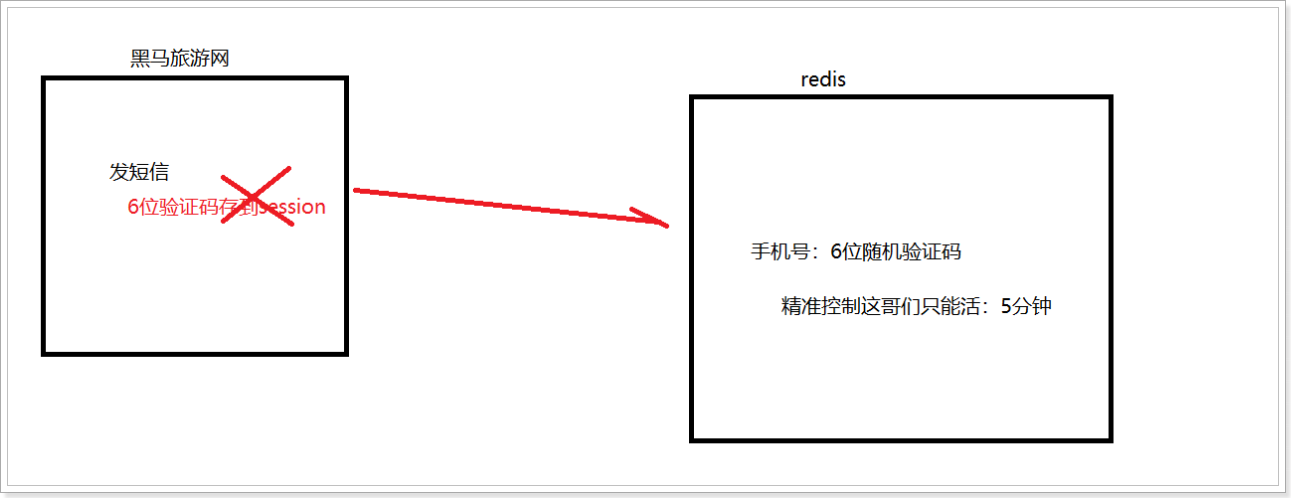 黑马旅游网
redis
发短信
6位验证码存到session
手机号：6位随机验证码
精准控制这哥们只能活：5分钟